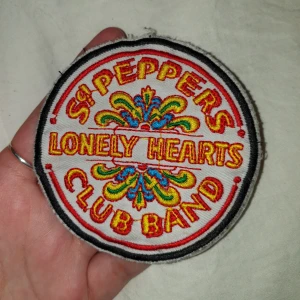 Sgt. PEPPERS
LONELY HEARTS
CLUB BAND